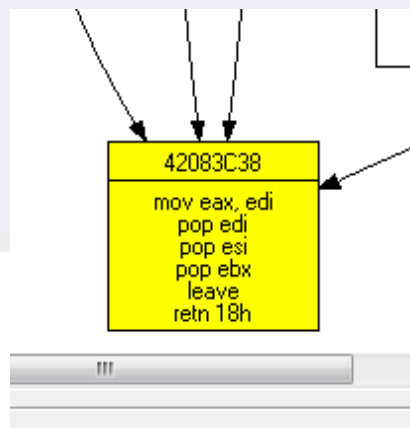 42083C38
mov eax, edi
pop edi
pop esi
pop ebx
leave
retn 18h